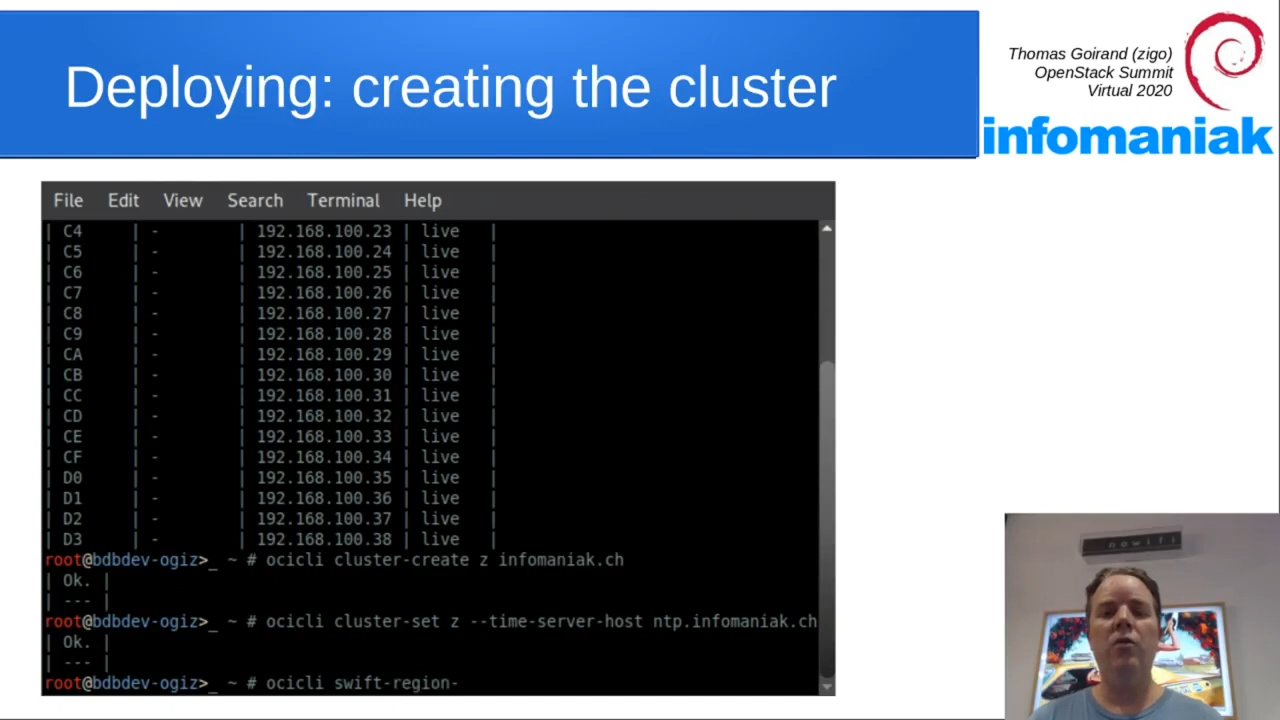 Deploying: creating the cluster
Thomas Goirand (zigo)
OpenStack Summit
Virtual 2020
infomaniak
File Edit View Search Terminal Help
| C4 | - | 192.168.100.23 | live |
| C5 | - | 192.168.100.24 | live |
| C6 | - | 192.168.100.25 | live |
| C7 | - | 192.168.100.26 | live |
| C8 | - | 192.168.100.27 | live |
| C9 | - | 192.168.100.28 | live |
| CA | - | 192.168.100.29 | live |
| CB | - | 192.168.100.30 | live |
| CC | - | 192.168.100.31 | live |
| CD | - | 192.168.100.32 | live |
| CE | - | 192.168.100.33 | live |
| CF | - | 192.168.100.34 | live |
| D0 | - | 192.168.100.35 | live |
| D1 | - | 192.168.100.36 | live |
| D2 | - | 192.168.100.37 | live |
| D3 | - | 192.168.100.38 | live |
root@bdbdev-ogiz>_ ~ # ocicli cluster-create z infomaniak.ch
| Ok. |
| --- |
root@bdbdev-ogiz>_ ~ # ocicli cluster-set z --time-server-host ntp.infomaniak.ch
| Ok. |
| --- |
root@bdbdev-ogiz>_ ~ # ocicli swift-region-
nowifi